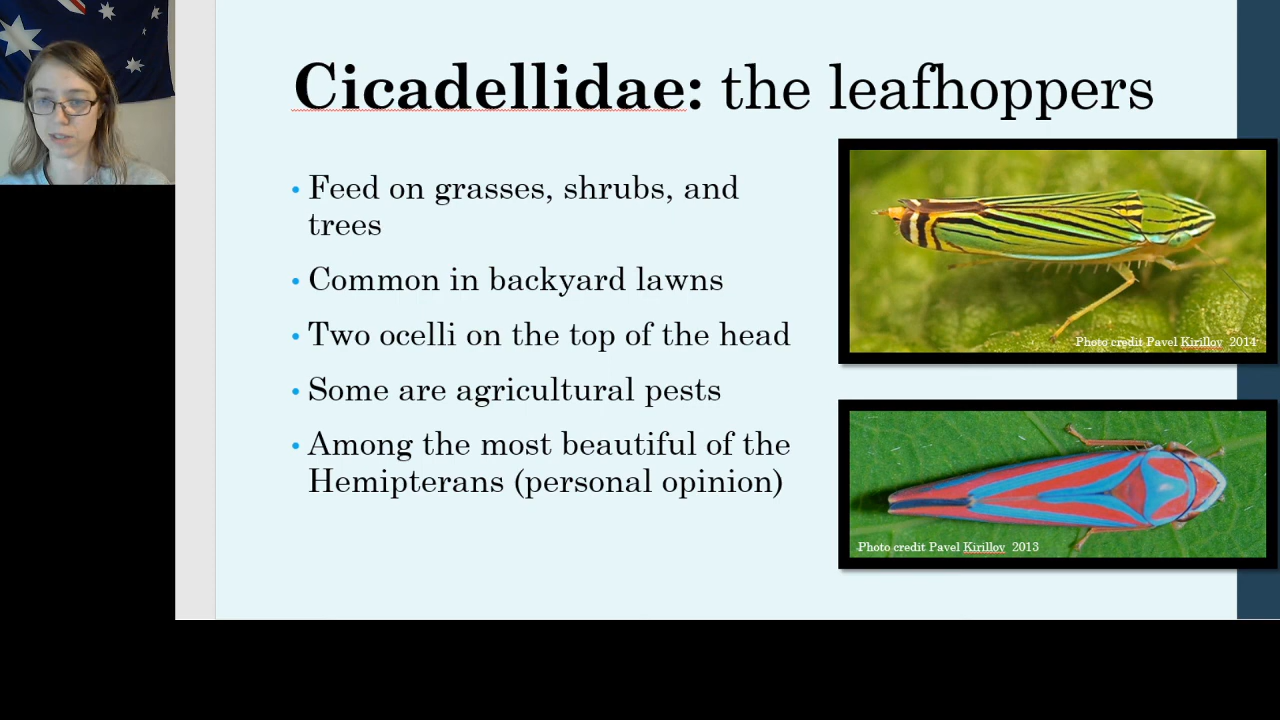 Cicadellidae: the leafhoppers
• Feed on grasses, shrubs, and
trees
• Common in backyard lawns
• Two ocelli on the top of the head
• Some are agricultural pests
• Among the most beautiful of the
Hemipterans (personal opinion)
Photo credit Pavel Kirillov 2014
Photo credit Pavel Kirillov 2013